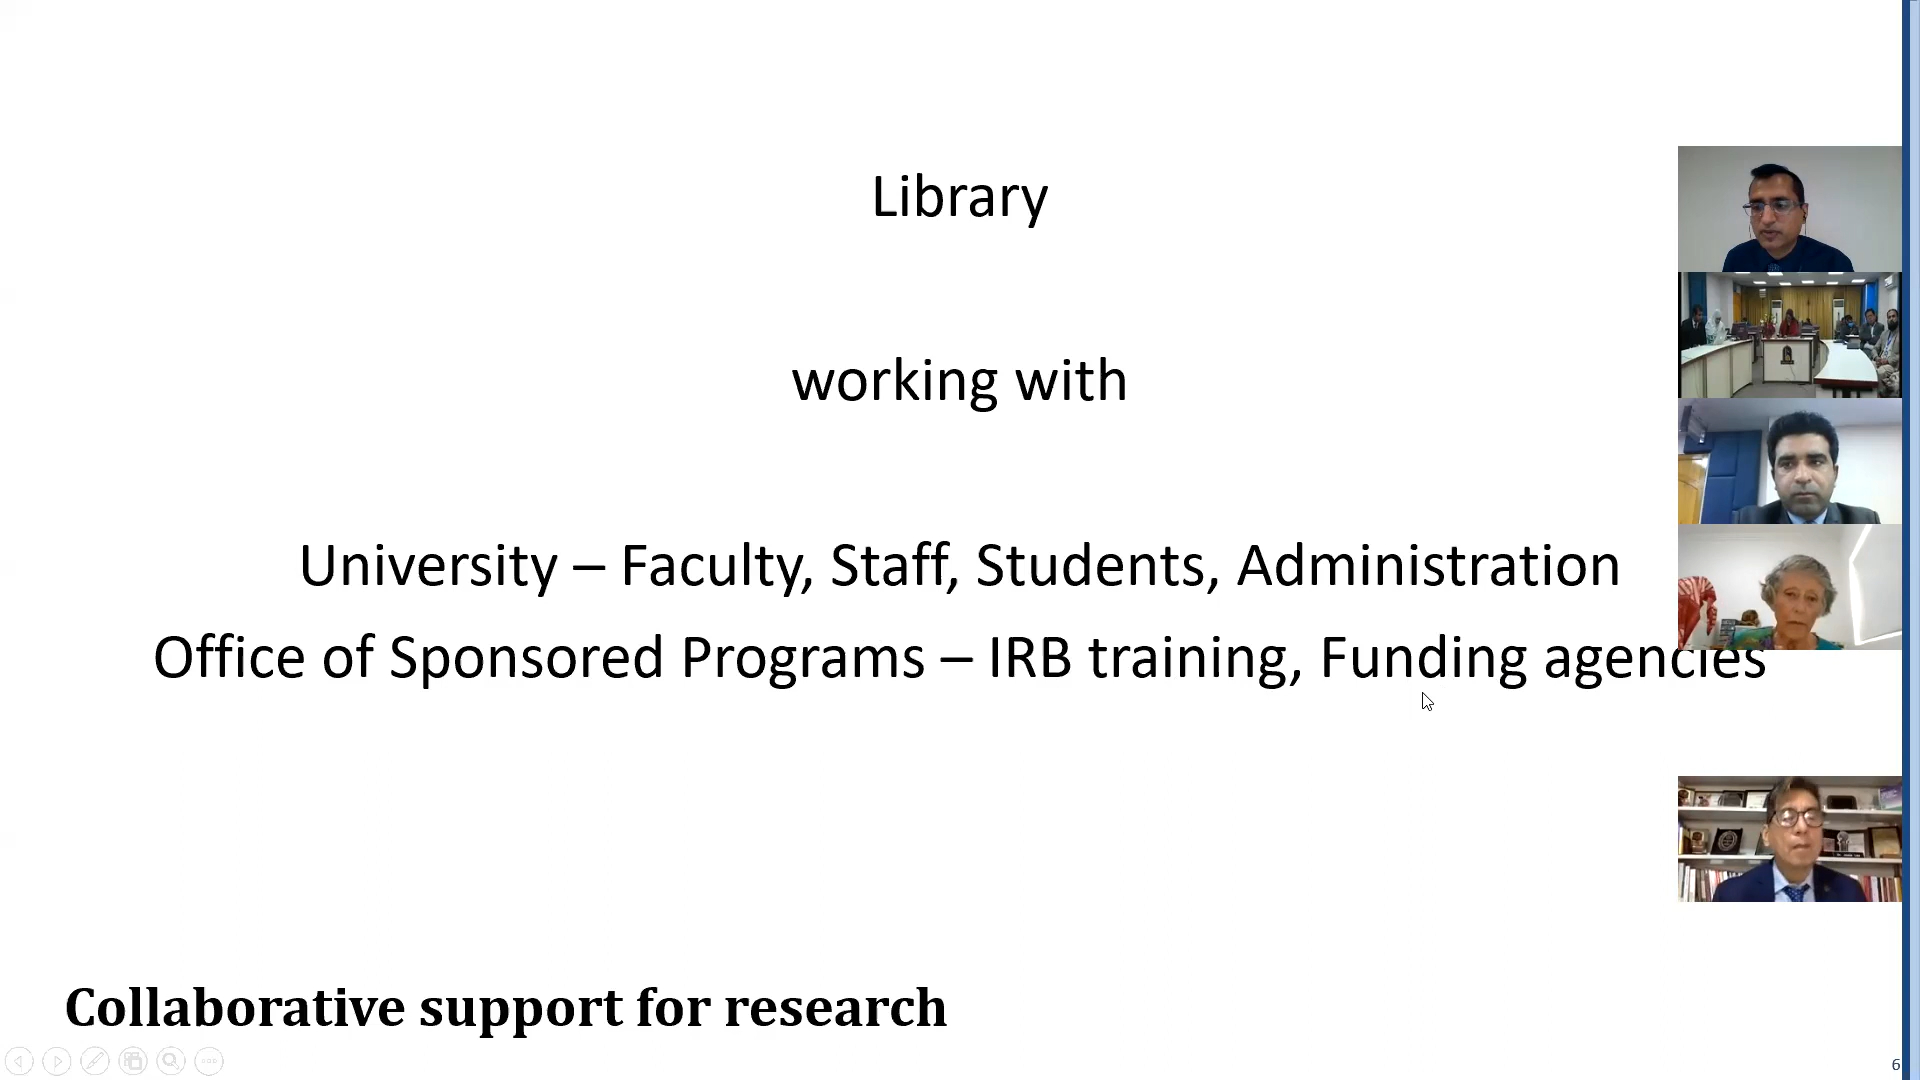 Library
working with
University – Faculty, Staff, Students, Administration
Office of Sponsored Programs – IRB training, Funding agencies
Collaborative support for research
6